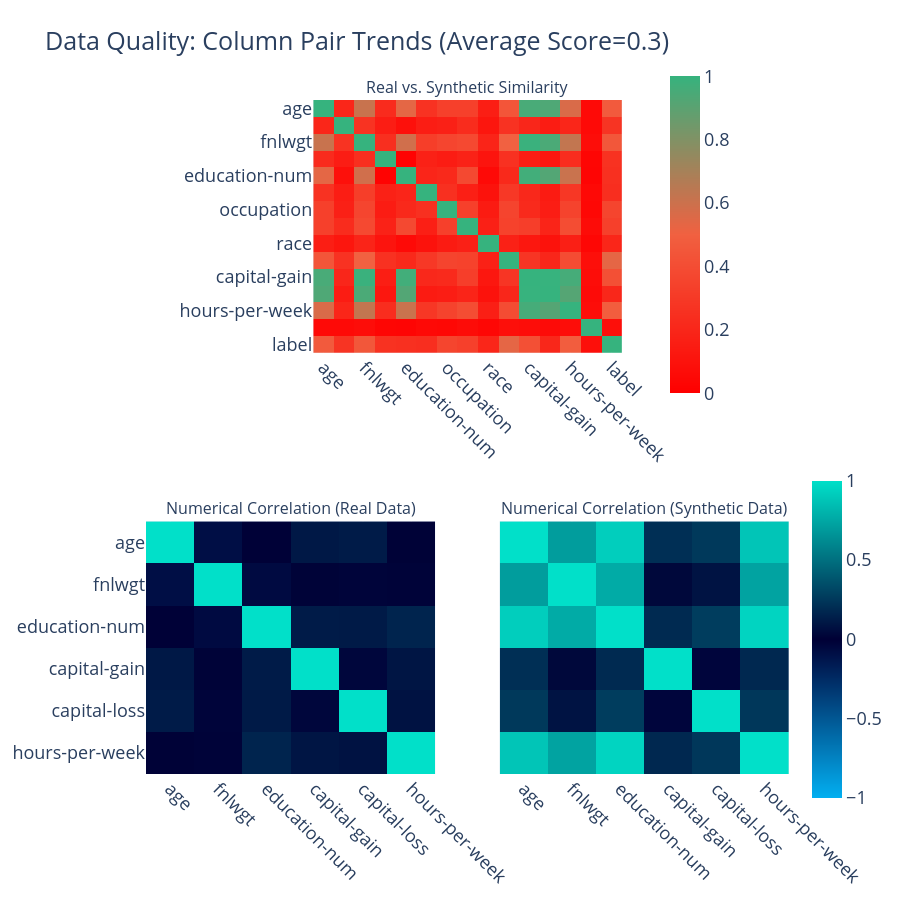 Data Quality: Column Pair Trends (Average Score=0.3)
Real vs. Synthetic Similarity
age
fnlwgt
education-num
occupation
race
capital-gain
hours-per-week
label
age
fnlwgt
education-num
occupation
race
capital-gain
hours-per-week
label
1
0.8
0.6
0.4
0.2
0
Numerical Correlation (Real Data)
age
fnlwgt
education-num
capital-gain
capital-loss
hours-per-week
age
fnlwgt
education-num
capital-gain
capital-loss
hours-per-week
Numerical Correlation (Synthetic Data)
age
fnlwgt
education-num
capital-gain
capital-loss
hours-per-week
1
0.5
0
−0.5
−1